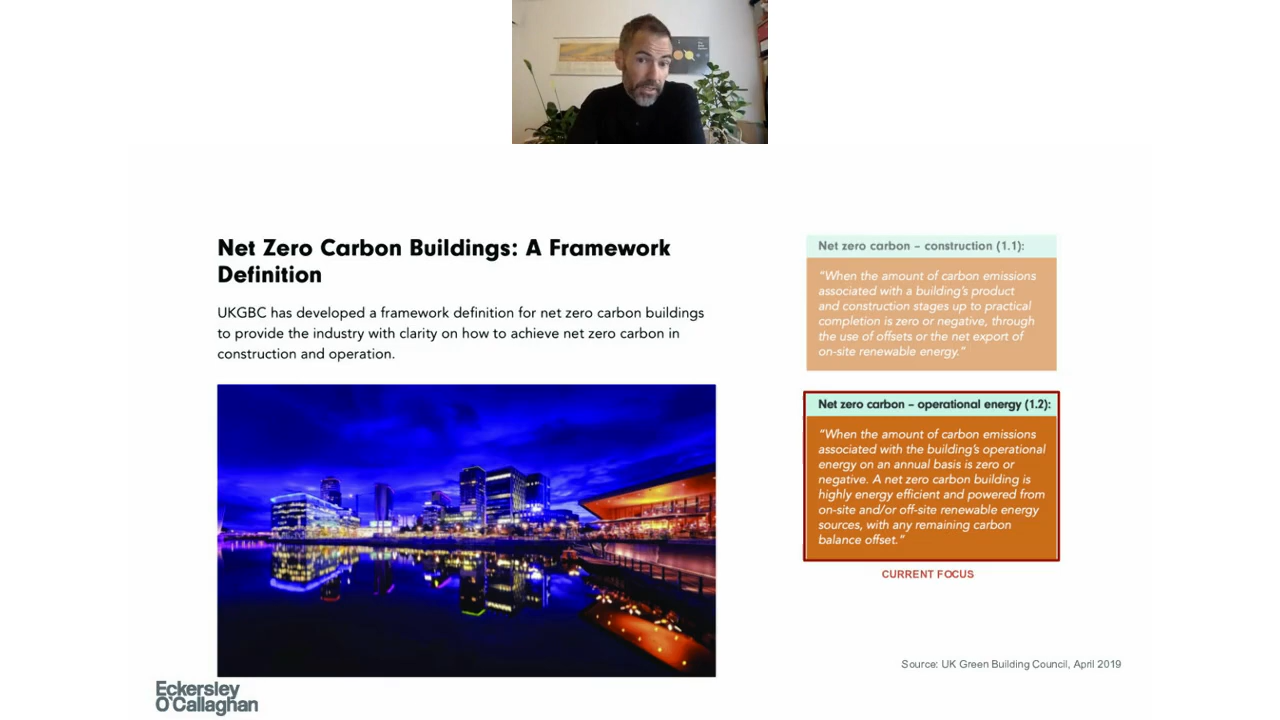 Net Zero Carbon Buildings: A Framework
Definition
UKGBC has developed a framework definition for net zero carbon buildings
to provide the industry with clarity on how to achieve net zero carbon in
construction and operation.
Net zero carbon – construction (1.1):
“When the amount of carbon emissions
associated with a building’s product
and construction stages up to practical
completion is zero or negative, through
the use of offsets or the net export of
on-site renewable energy.”
Net zero carbon – operational energy (1.2):
“When the amount of carbon emissions
associated with the building’s operational
energy on an annual basis is zero or
negative. A net zero carbon building is
highly energy efficient and powered from
on-site and/or off-site renewable energy
sources, with any remaining carbon
balance offset.”
CURRENT FOCUS
Source: UK Green Building Council, April 2019
Eckersley
O’Callaghan